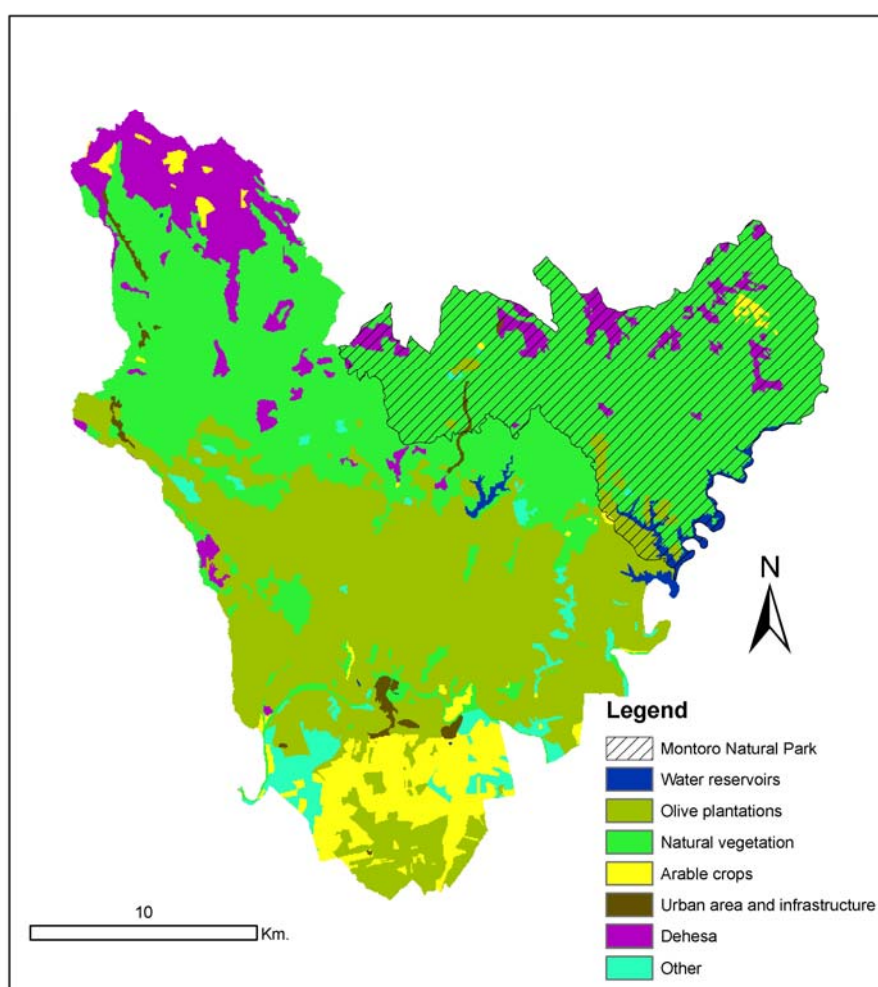 N
Legend
Montoro Natural Park
Water reservoirs
Olive plantations
Natural vegetation
Arable crops
Urban area and infrastructure
Dehesa
Other
10
Km.